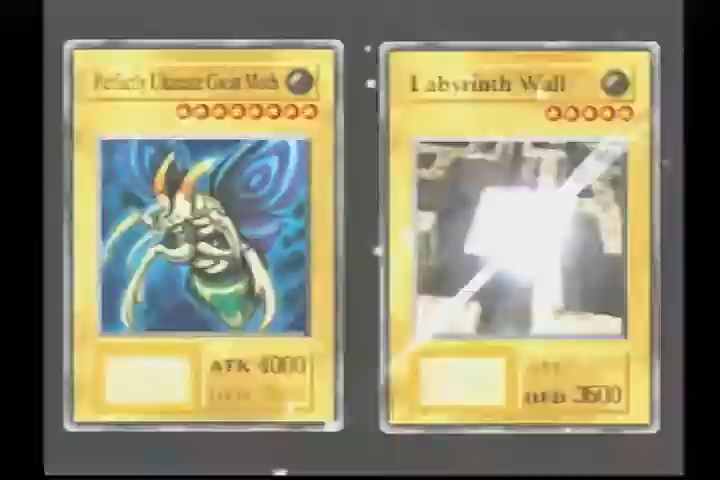 Perfectly Ultimate Great Moth
Labyrinth Wall
ATK 4000
DEF 3600